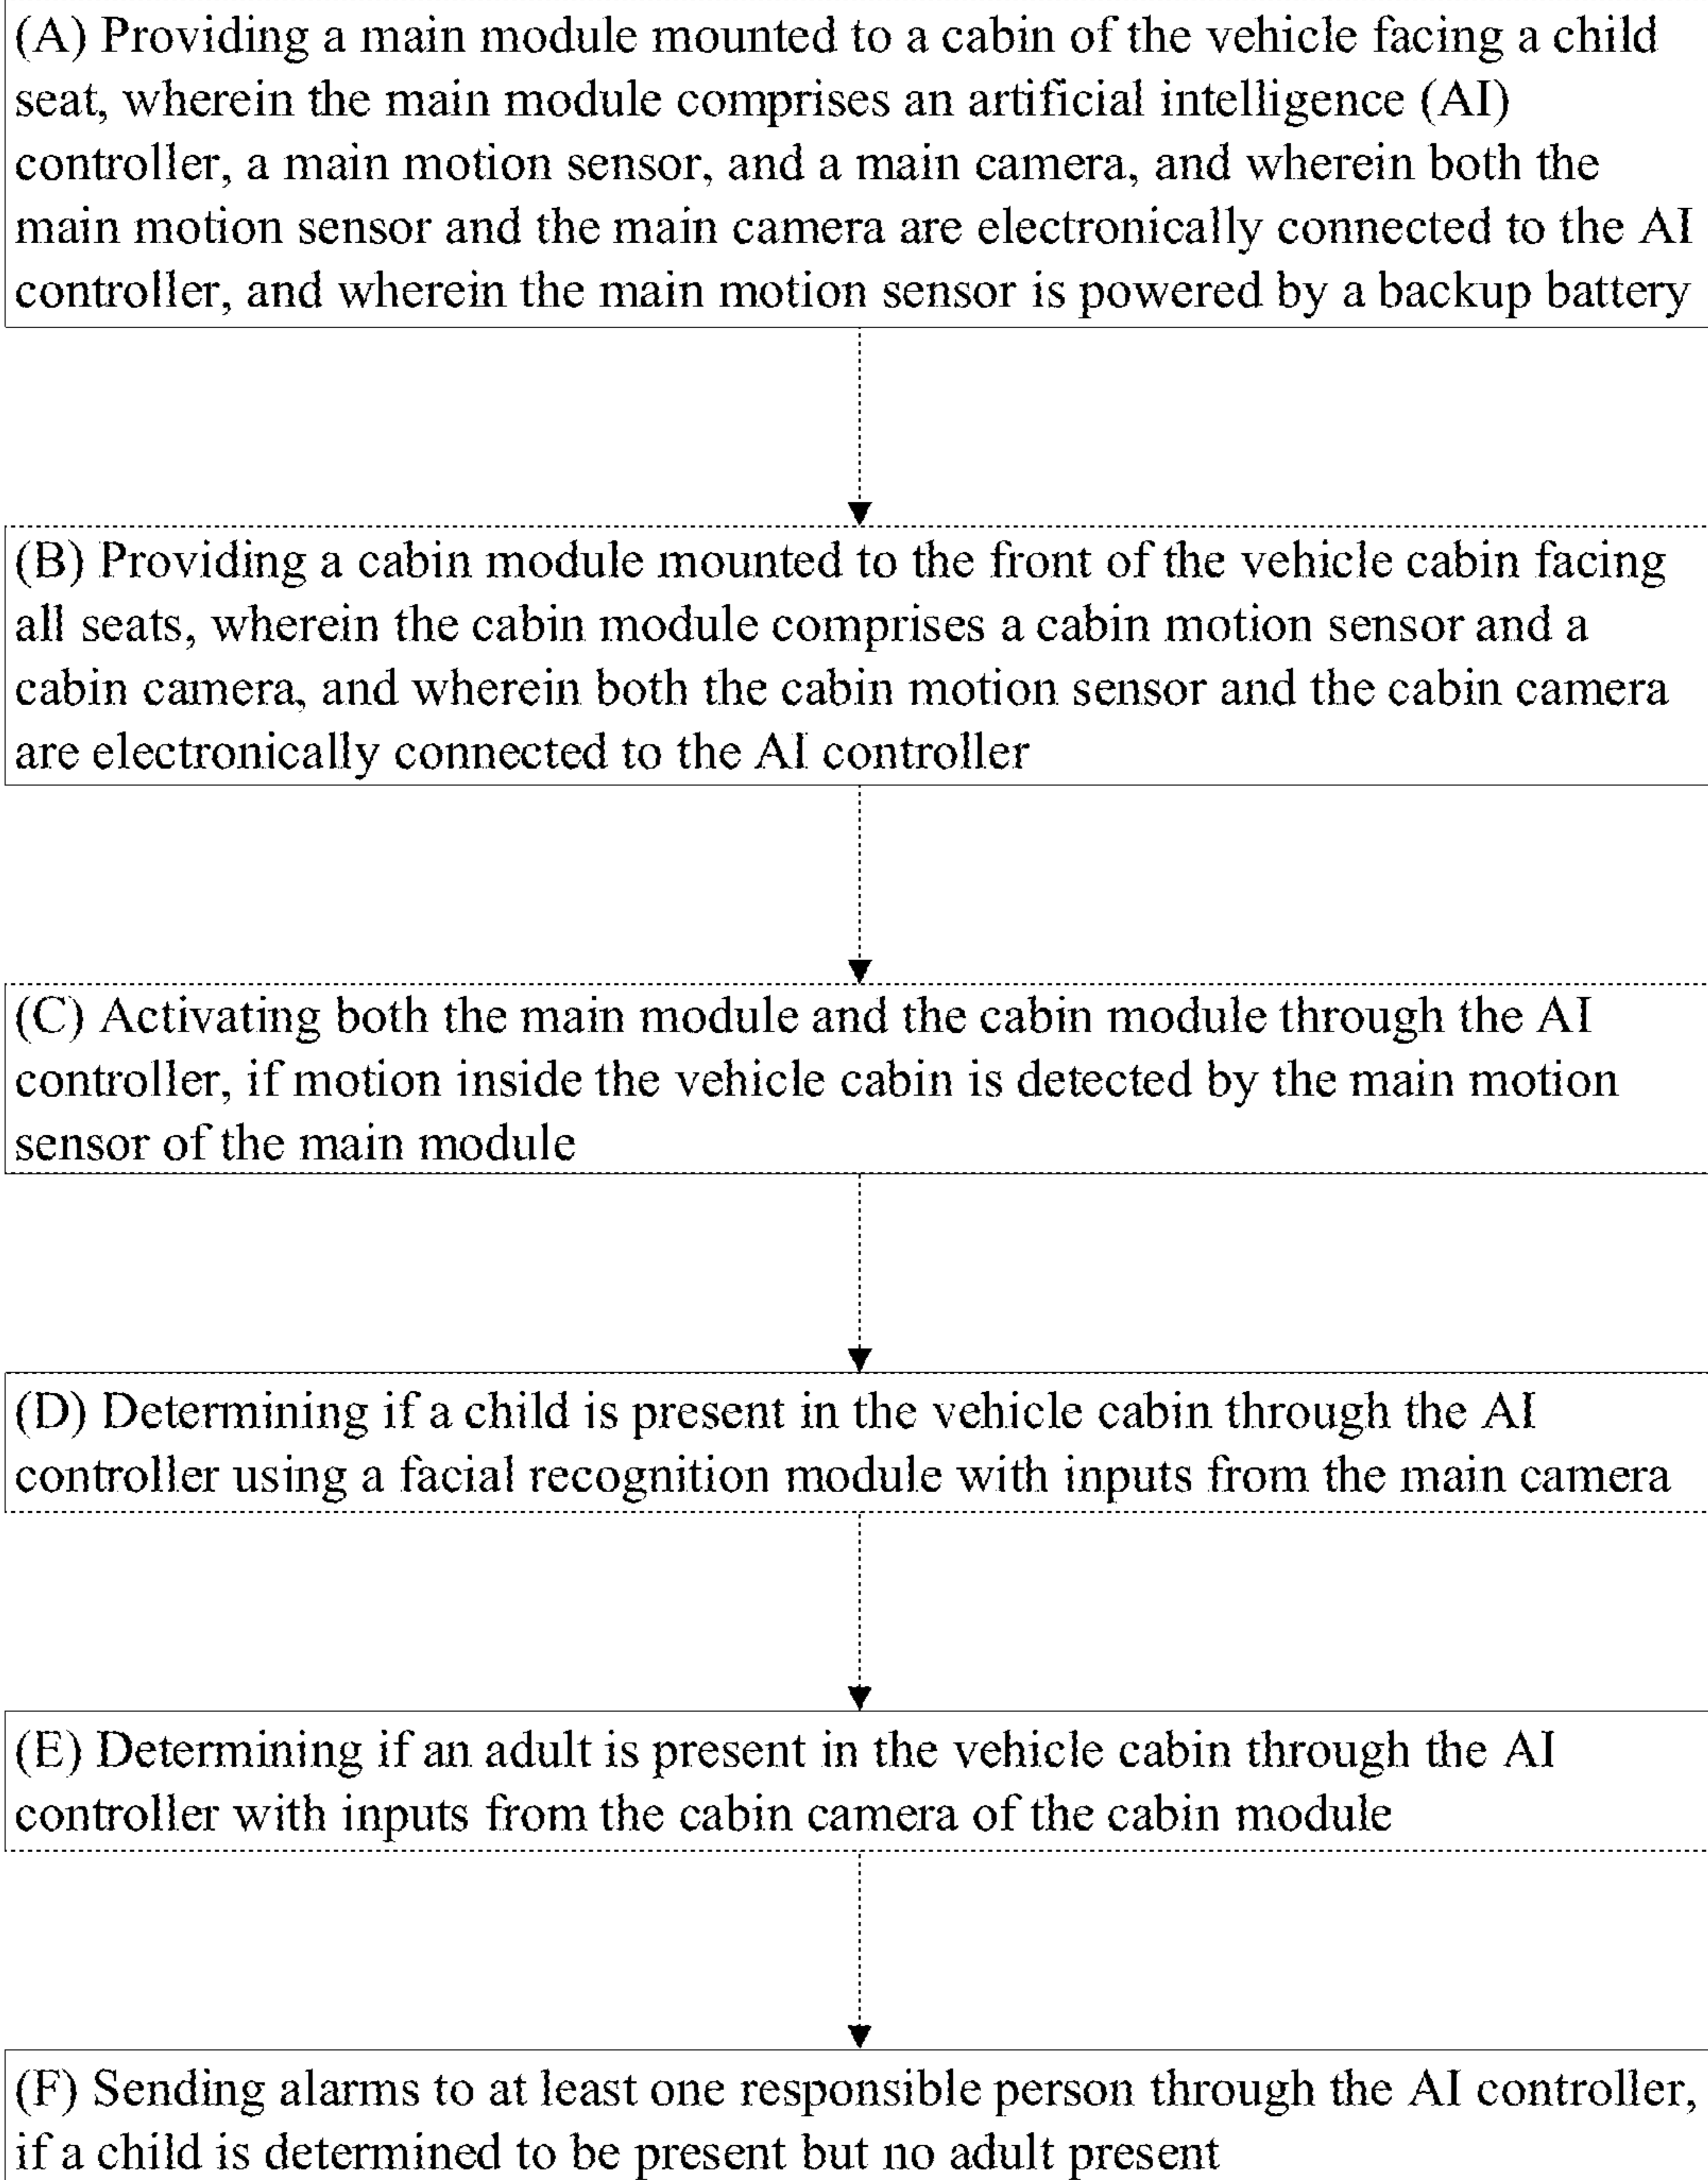 (A) Providing a main module mounted to a cabin of the vehicle facing a child
seat, wherein the main module comprises an artificial intelligence (AI)
controller, a main motion sensor, and a main camera, and wherein both the
main motion sensor and the main camera are electronically connected to the AI
controller, and wherein the main motion sensor is powered by a backup battery
(B) Providing a cabin module mounted to the front of the vehicle cabin facing
all seats, wherein the cabin module comprises a cabin motion sensor and a
cabin camera, and wherein both the cabin motion sensor and the cabin camera
are electronically connected to the AI controller
(C) Activating both the main module and the cabin module through the AI
controller, if motion inside the vehicle cabin is detected by the main motion
sensor of the main module
(D) Determining if a child is present in the vehicle cabin through the AI
controller using a facial recognition module with inputs from the main camera
(E) Determining if an adult is present in the vehicle cabin through the AI
controller with inputs from the cabin camera of the cabin module
(F) Sending alarms to at least one responsible person through the AI controller,
if a child is determined to be present but no adult present